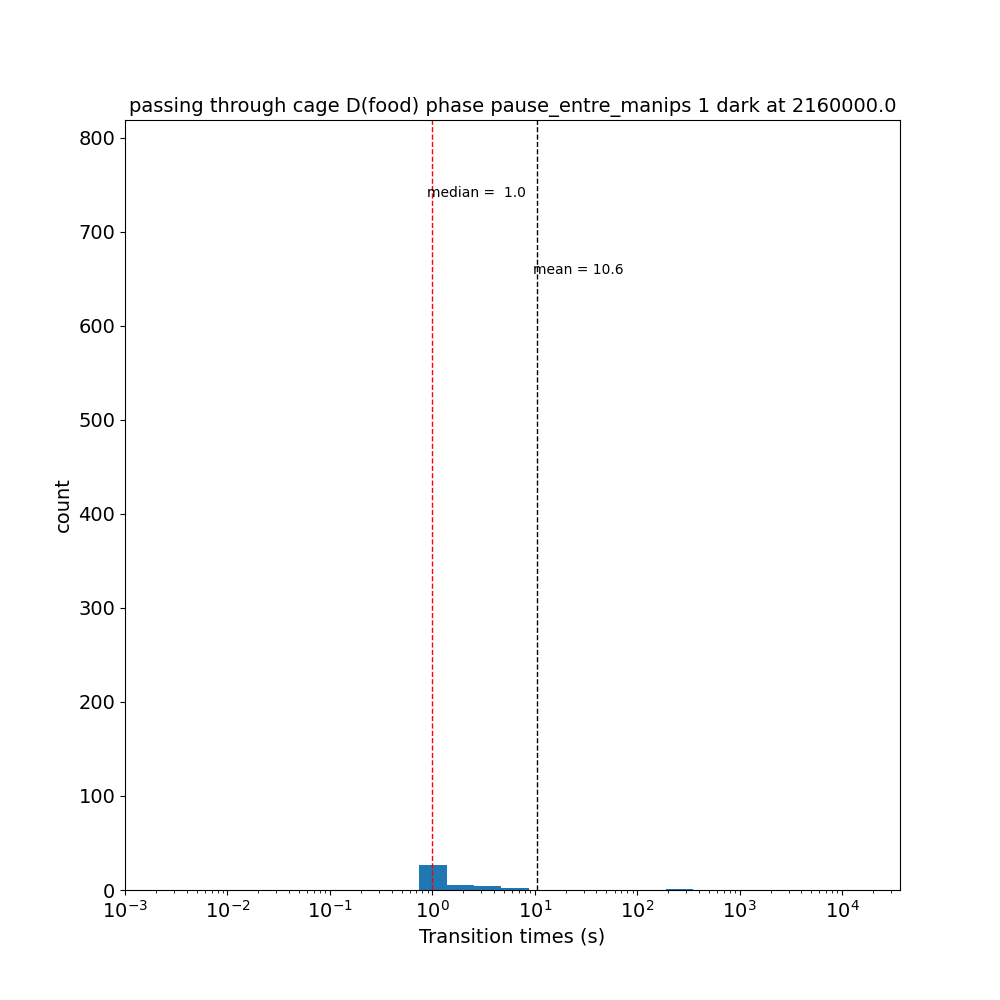 passing through cage D(food) phase pause_entre_manips 1 dark at 2160000.0
800
median =  1.0
700
mean = 10.6
600
500
count
400
300
200
100
0
10⁻³ 10⁻² 10⁻¹ 10⁰ 10¹ 10² 10³ 10⁴
Transition times (s)